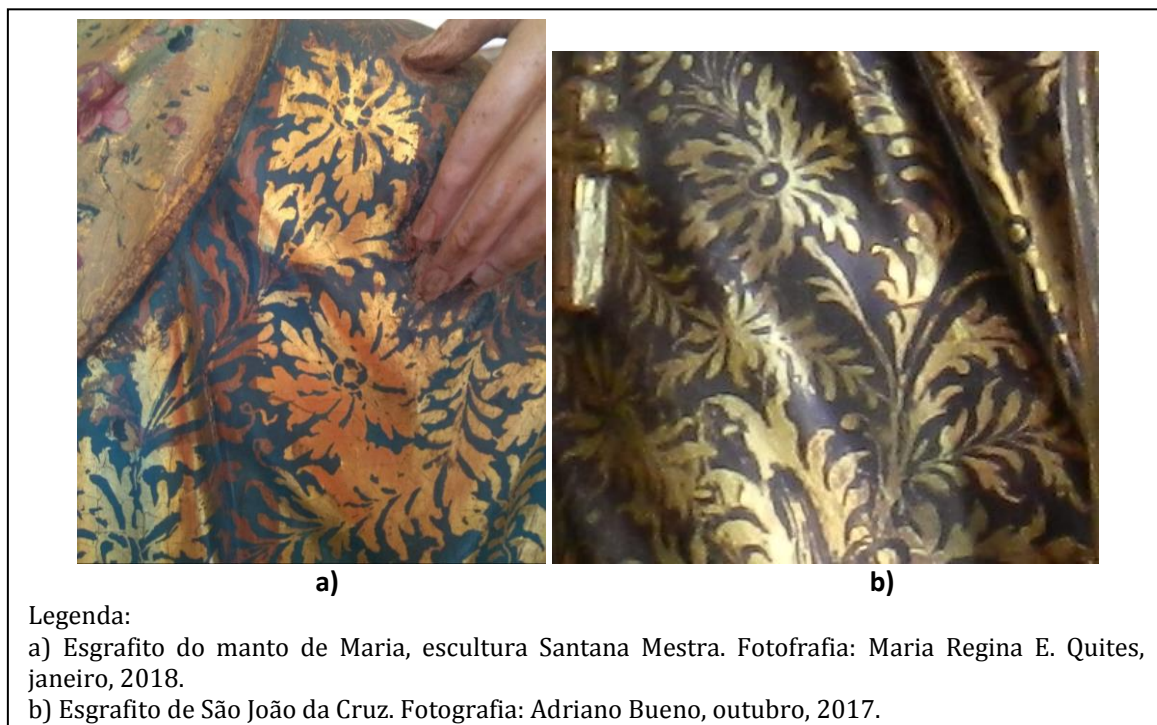 a)
b)
Legenda:
a) Esgrafito do manto de Maria, escultura Santana Mestra. Fotofrafia: Maria Regina E. Quites,
janeiro, 2018.
b) Esgrafito de São João da Cruz. Fotografia: Adriano Bueno, outubro, 2017.